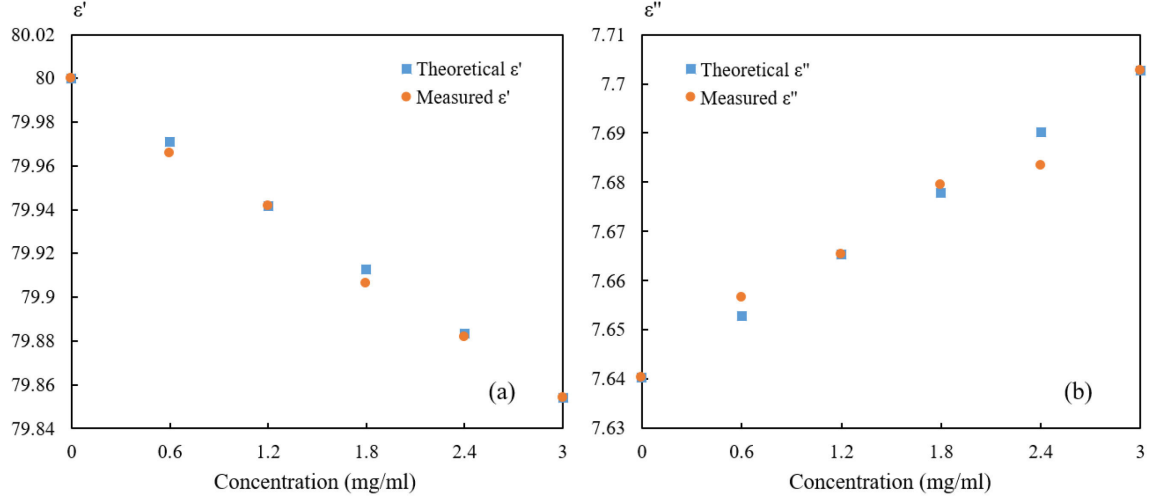 ε'
80.02
80
79.98
79.96
79.94
79.92
79.9
79.88
79.86
79.84
0 0.6 1.2 1.8 2.4 3
Concentration (mg/ml)
Theoretical ε'
Measured ε'
(a)
ε''
7.71
7.7
7.69
7.68
7.67
7.66
7.65
7.64
7.63
0 0.6 1.2 1.8 2.4 3
Concentration (mg/ml)
Theoretical ε''
Measured ε''
(b)